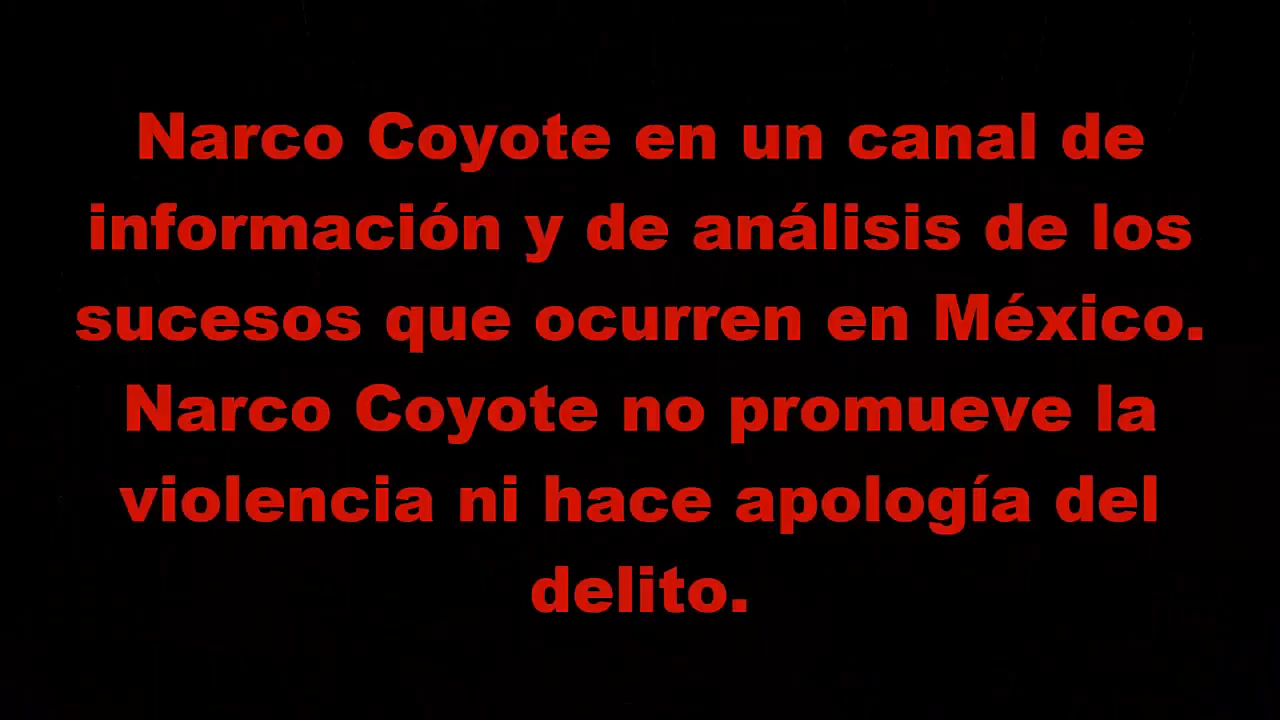 Narco Coyote en un canal de
información y de análisis de los
sucesos que ocurren en México.
Narco Coyote no promueve la
violencia ni hace apología del
delito.